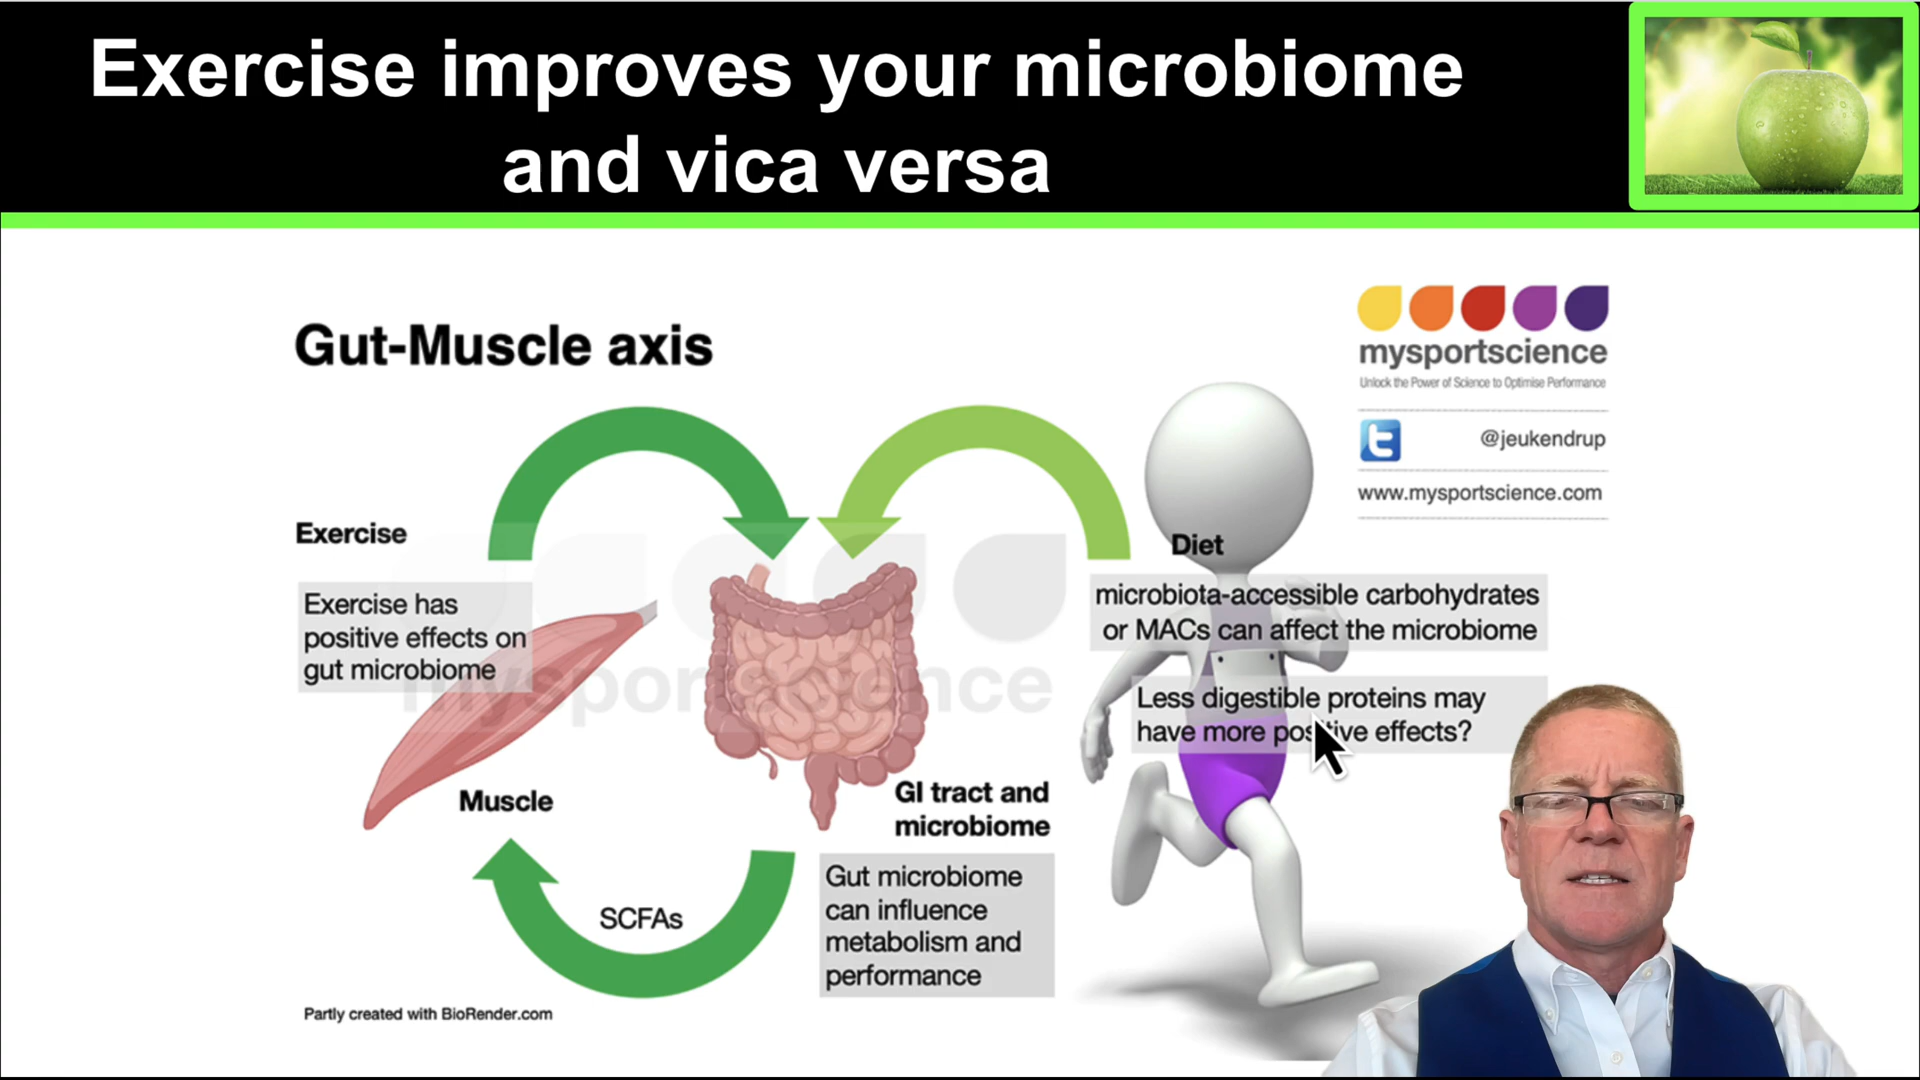 Exercise improves your microbiome
and vica versa
Gut-Muscle axis
mysportscience
Unlock the Power of Science to Optimise Performance
@jeukendrup
www.mysportscience.com
Exercise
Exercise has
positive effects on
gut microbiome
Diet
microbiota-accessible carbohydrates
or MACs can affect the microbiome
Less digestible proteins may
have more positive effects?
mysportscience
Muscle
GI tract and
microbiome
SCFAs
Gut microbiome
can influence
metabolism and
performance
Partly created with BioRender.com